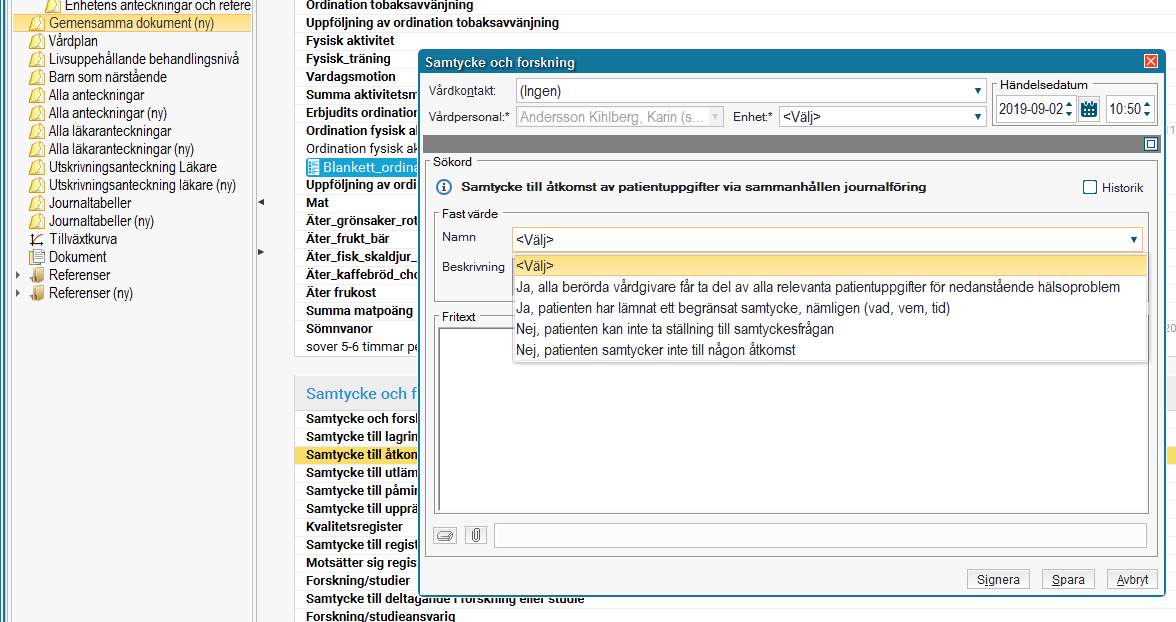 Enhetens anteckningar och refere
Gemensamma dokument (ny)
Vårdplan
Livsuppehållande behandlingsnivå
Barn som närstående
Alla anteckningar
Alla anteckningar (ny)
Alla läkaranteckningar
Alla läkaranteckningar (ny)
Utskrivningsanteckning Läkare
Utskrivningsanteckning läkare (ny)
Journaltabeller
Journaltabeller (ny)
Tillväxtkurva
Dokument
Referenser
Referenser (ny)
Ordination tobaksavvänjning
Uppföljning av ordination tobaksavvänjning
Fysisk aktivitet
Fysisk_träning
Vardagsmotion
Summa aktivitetsm
Erbjudits ordination
Ordination fysisk al
Ordination fysisk ak
Blankett_ordina
Uppföljning av ordi
Mat
Äter_grönsaker_rot
Äter_frukt_bär
Äter_fisk_skaldjur_
Äter_kaffebröd_cho
Äter frukost
Summa matpoäng
Sömnvanor
sover 5-6 timmar pe
Samtycke och f
Samtycke och forsk
Samtycke till lagrin
Samtycke till åtkom
Samtycke till utläm
Samtycke till påmin
Samtycke till upprä
Kvalitetsregister
Samtycke till regist
Motsätter sig regis
Forskning/studier
Samtycke till deltagande i forskning eller studie
Forskning/studieansvarig
Samtycke och forskning
Vårdkontakt:
(Ingen)
Händelsedatum
Vårdpersonal:*
Andersson Kihlberg, Karin (s...
Enhet:*
<Välj>
2019-09-02
10:50
Sökord
Samtycke till åtkomst av patientuppgifter via sammanhållen journalföring
Historik
Fast värde
Namn
<Välj>
Beskrivning
<Välj>
Ja, alla berörda vårdgivare får ta del av alla relevanta patientuppgifter för nedanstående hälsoproblem
Ja, patienten har lämnat ett begränsat samtycke, nämligen (vad, vem, tid)
Nej, patienten kan inte ta ställning till samtyckesfrågan
Nej, patienten samtycker inte till någon åtkomst
Fritext
Signera
Spara
Avbryt